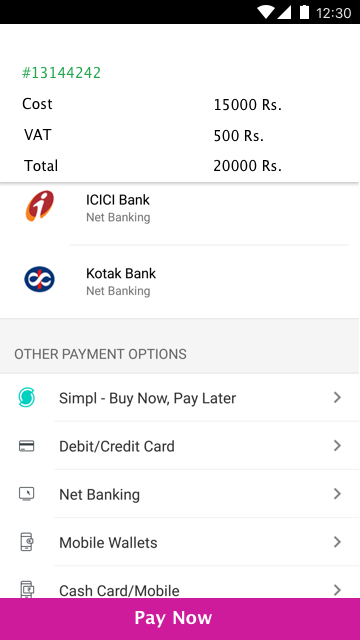 12:30
#13144242
Cost 15000 Rs.
VAT 500 Rs.
Total 20000 Rs.
ICICI Bank
Net Banking
Kotak Bank
Net Banking
OTHER PAYMENT OPTIONS
Simpl - Buy Now, Pay Later
Debit/Credit Card
Net Banking
Mobile Wallets
Cash Card/Mobile
Pay Now